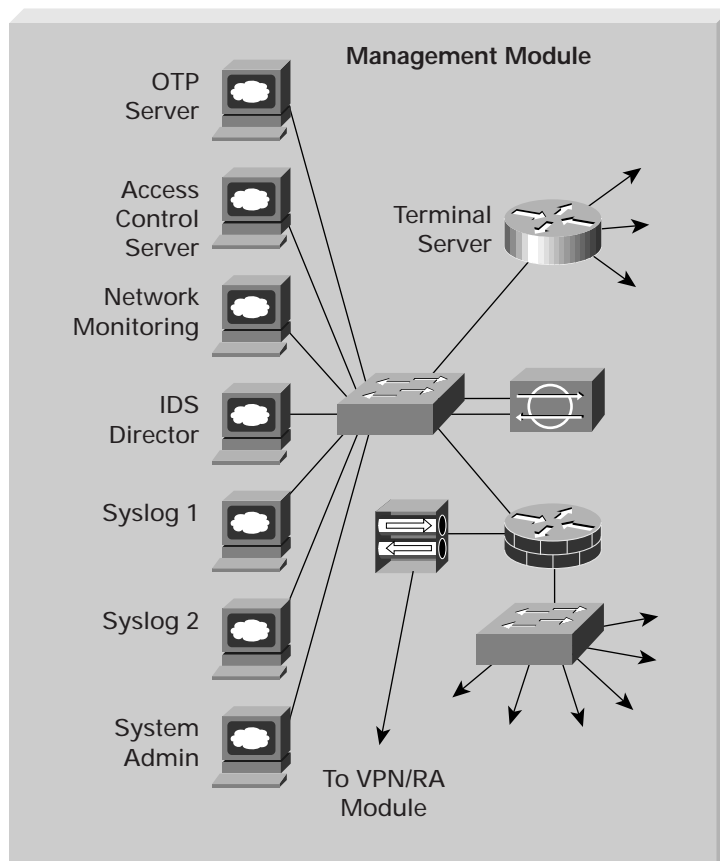 Management Module
OTP
Server
Access
Control
Server
Terminal
Server
Network
Monitoring
IDS
Director
Syslog 1
Syslog 2
System
Admin
To VPN/RA
Module